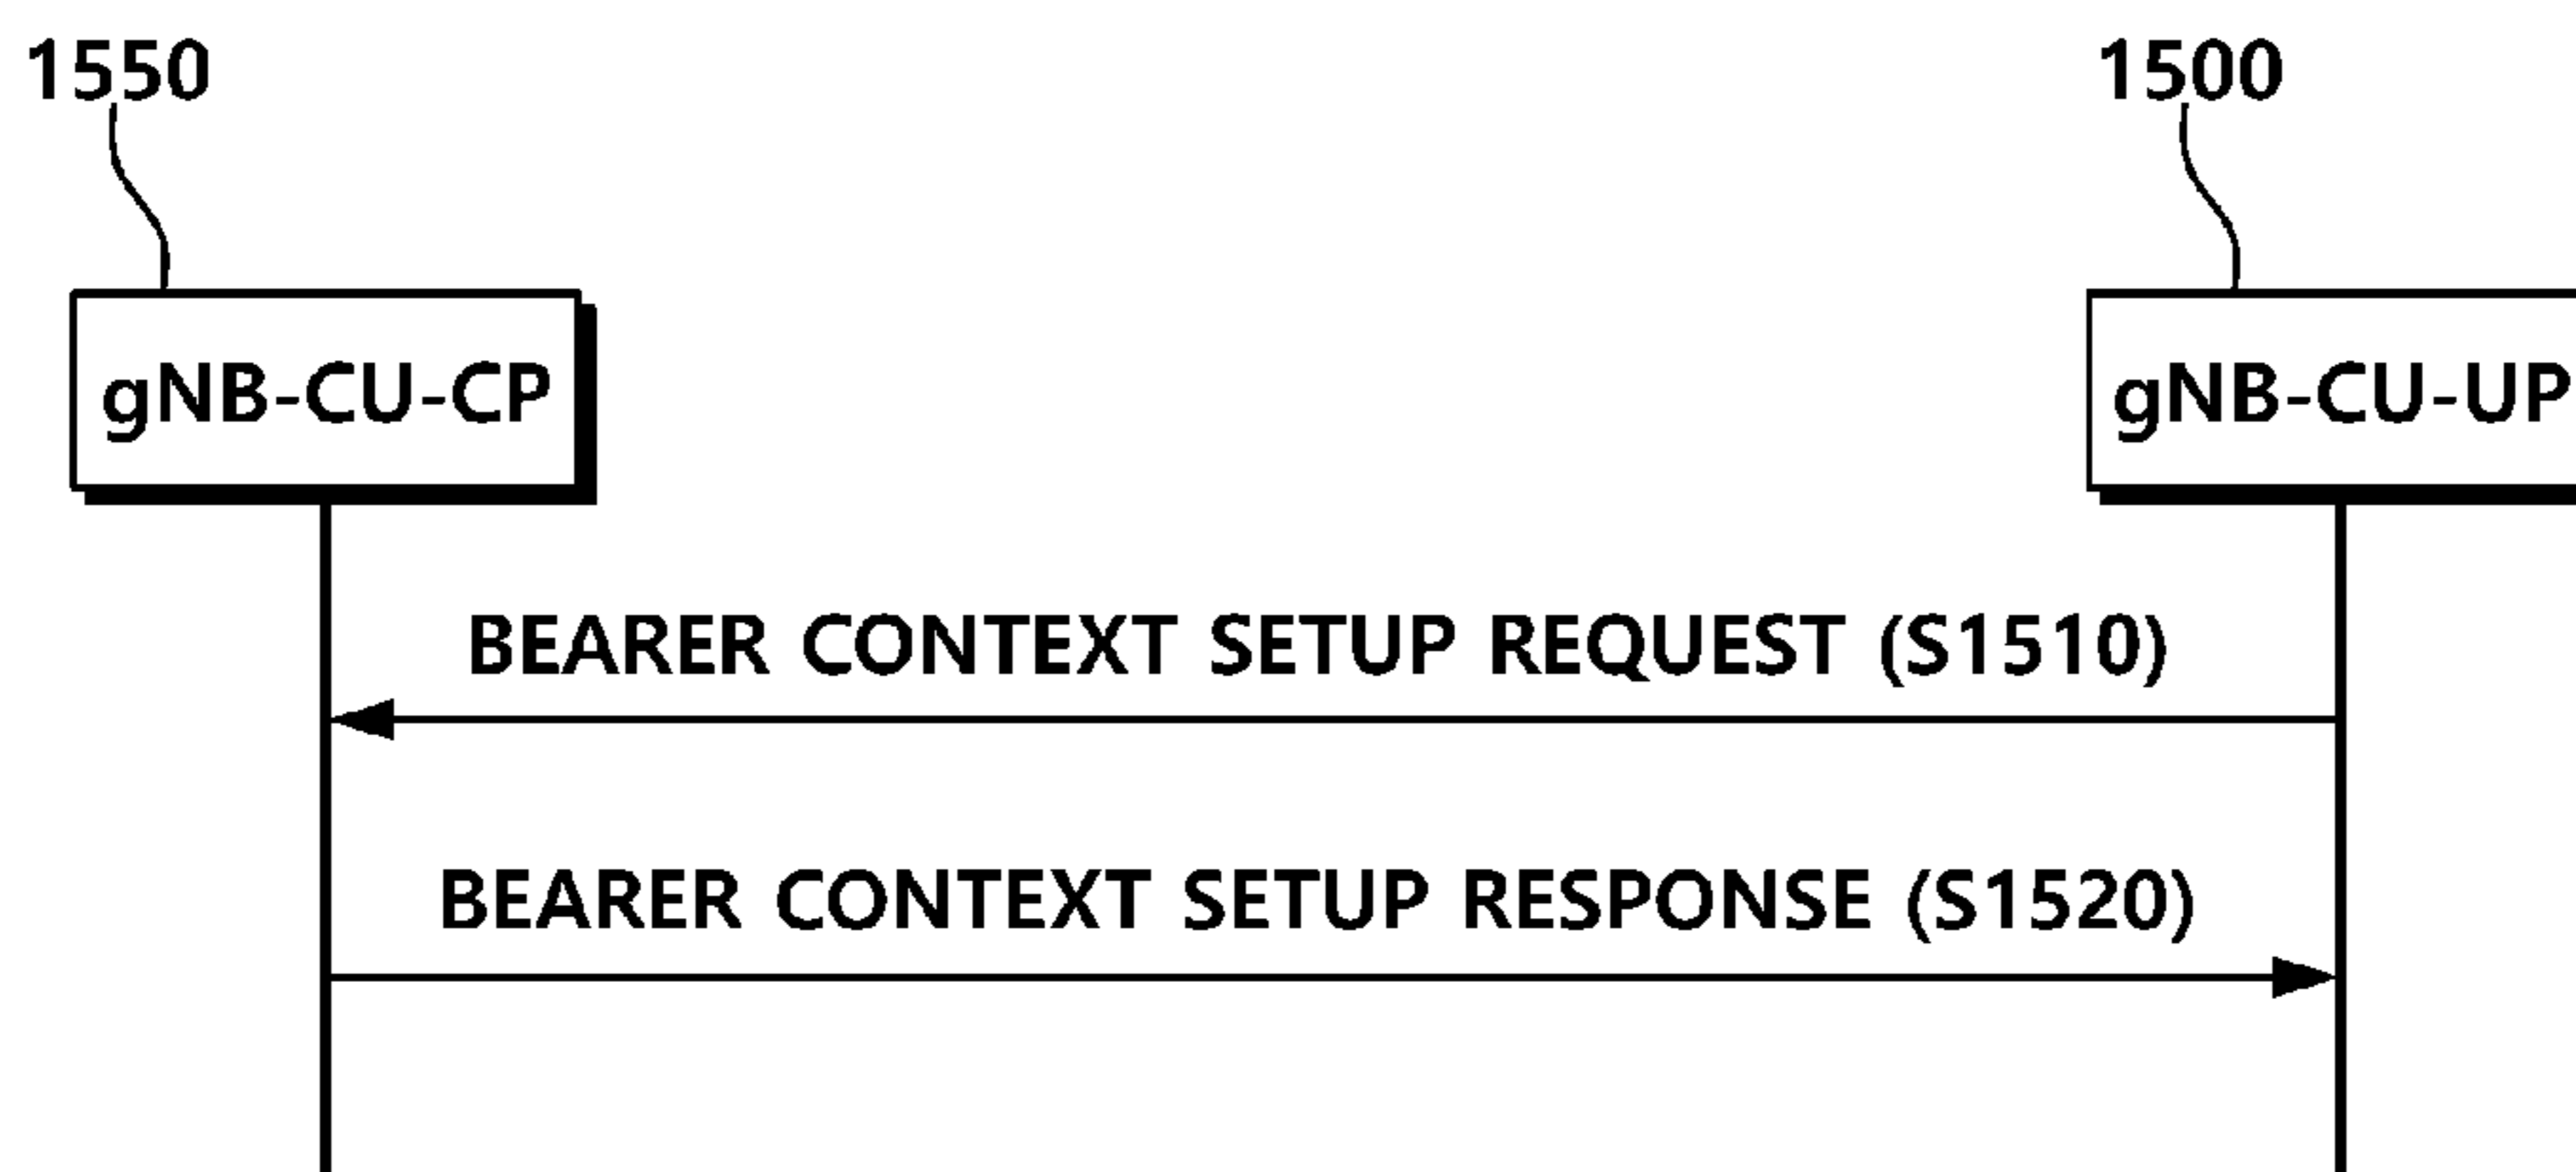 1550
1500
gNB-CU-CP
gNB-CU-UP
BEARER CONTEXT SETUP REQUEST (S1510)
BEARER CONTEXT SETUP RESPONSE (S1520)